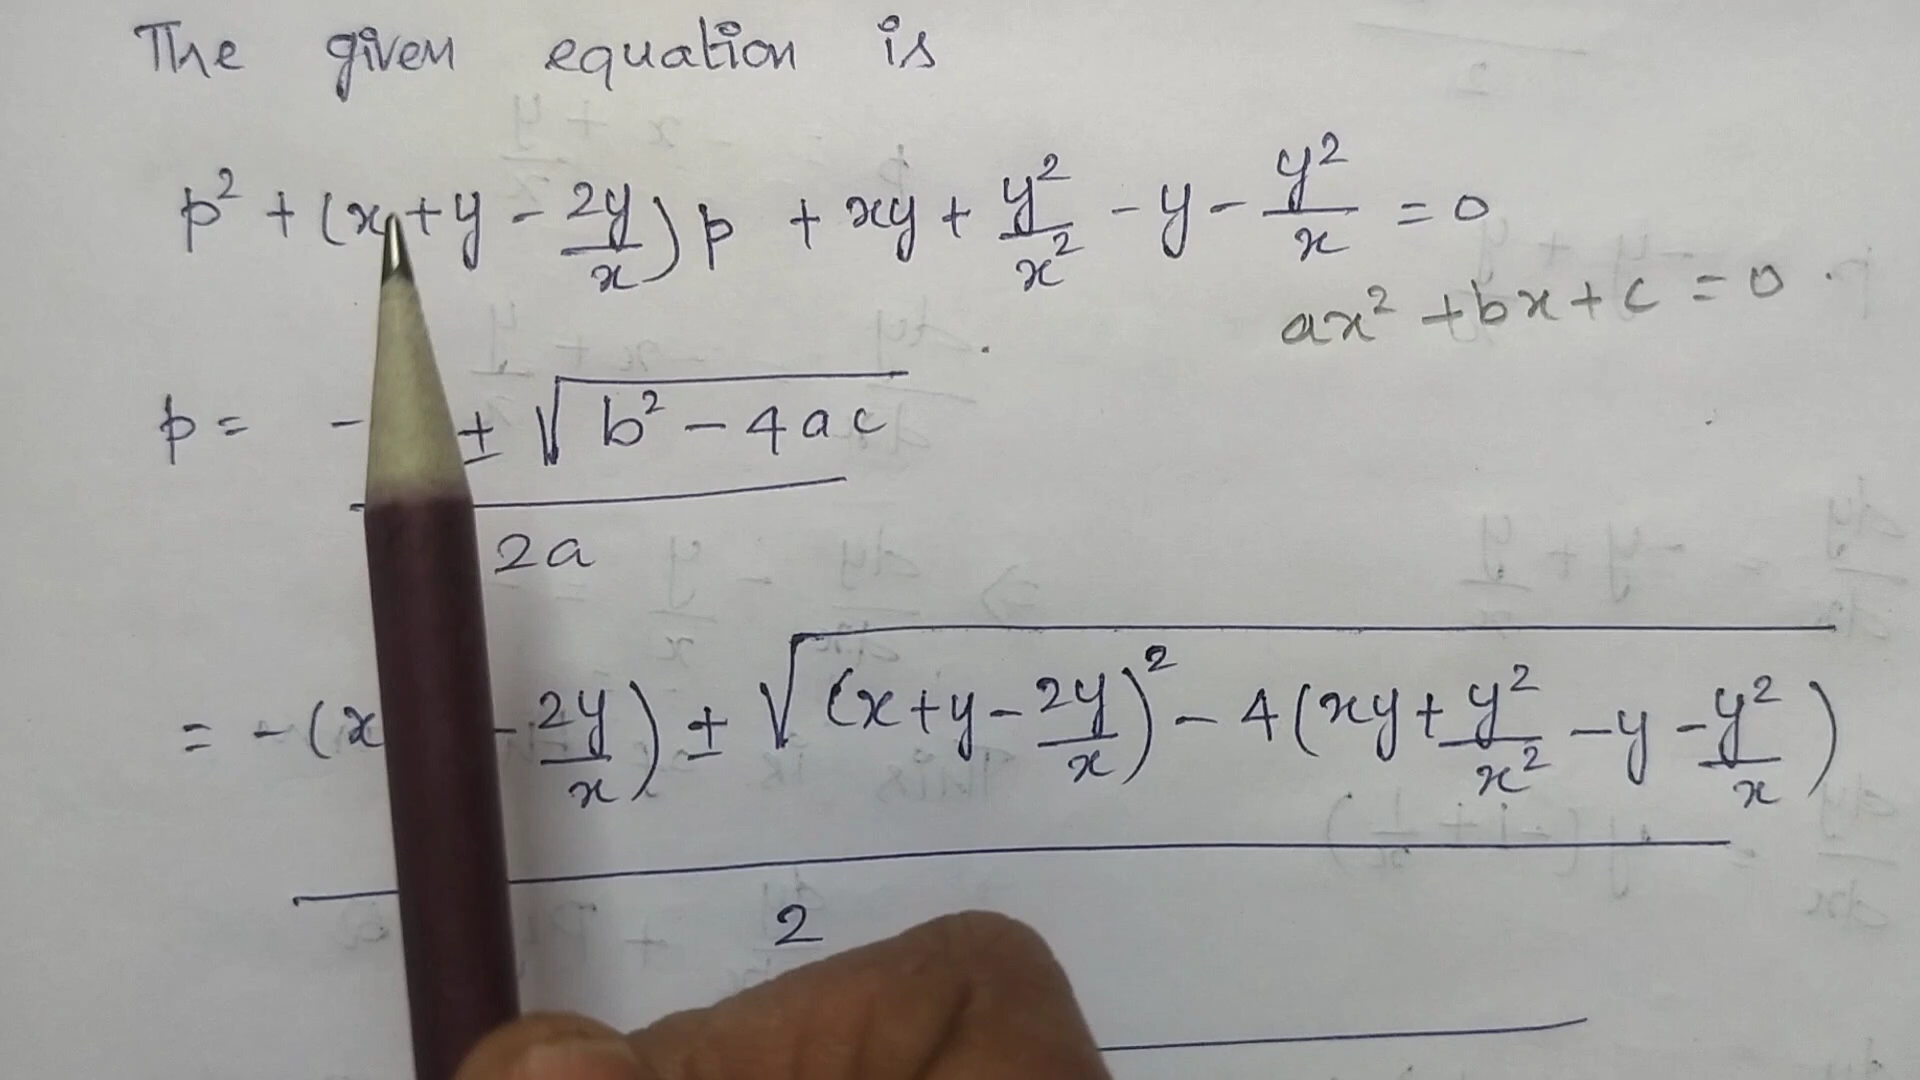 The given equation is
p² + (x+y - 2y/x) p + xy + y²/x² - y - y²/x = 0
ax² + bx + c = 0
p = - ± √(b² - 4ac) / 2a
= -(x - 2y/x) ± √((x+y - 2y/x)² - 4(xy + y²/x² - y - y²/x)) / 2